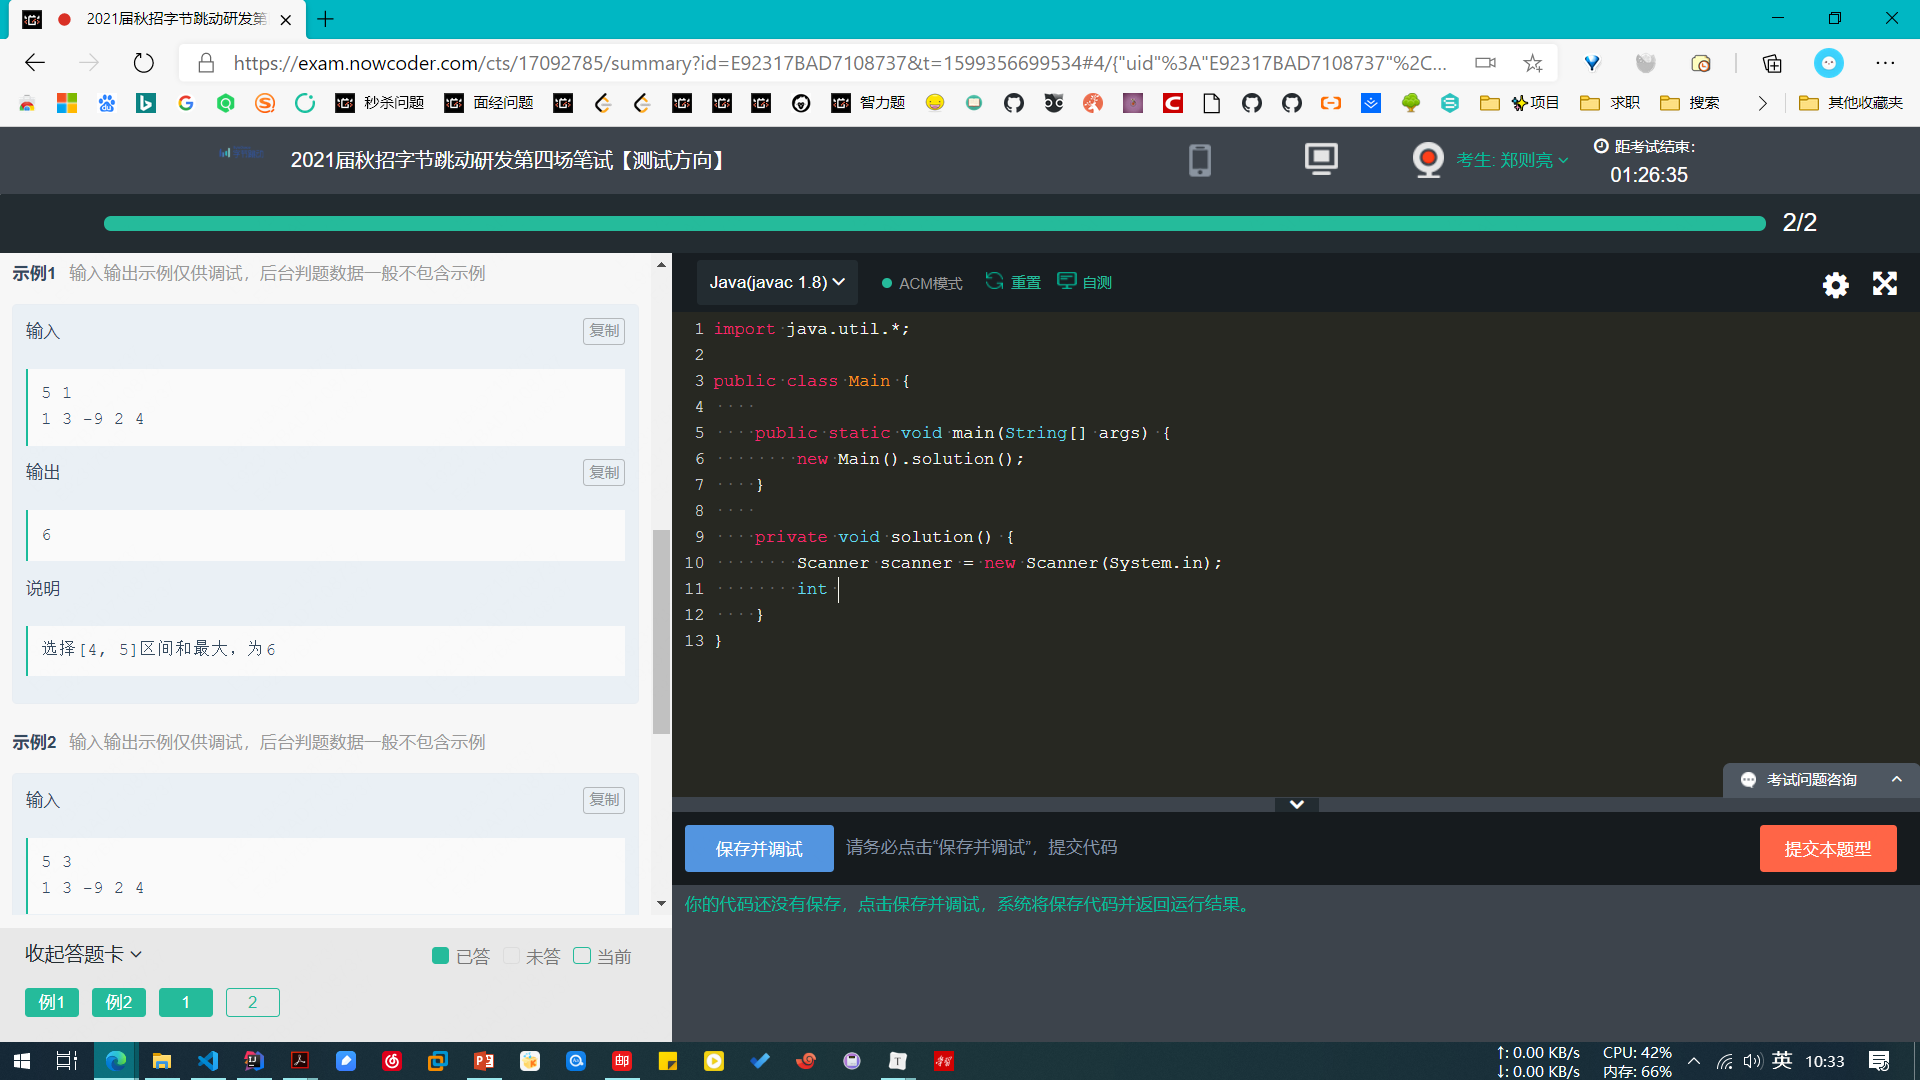 2021届秋招字节跳动研发第
https://exam.nowcoder.com/cts/17092785/summary?id=E92317BAD7108737&t=1599356699534#4/{"uid"%3A"E92317BAD7108737"%2C...
秒杀问题
面经问题
智力题
项目
求职
搜索
其他收藏夹
2021届秋招字节跳动研发第四场笔试【测试方向】
考生: 郑则亮
距考试结束:
01:26:35
2/2
示例1 输入输出示例仅供调试，后台判题数据一般不包含示例
输入
复制
5 1
1 3 -9 2 4
输出
复制
6
说明
选择[4, 5]区间和最大，为6
示例2 输入输出示例仅供调试，后台判题数据一般不包含示例
输入
复制
5 3
1 3 -9 2 4
收起答题卡
已答
未答
当前
例1
例2
1
2
Java(javac 1.8)
ACM模式
重置
自测
1 import java.util.*;
2
3 public class Main {
4
5     public static void main(String[] args) {
6         new Main().solution();
7     }
8
9     private void solution() {
10         Scanner scanner = new Scanner(System.in);
11         int
12     }
13 }
考试问题咨询
保存并调试
请务必点击“保存并调试”，提交代码
提交本题型
你的代码还没有保存，点击保存并调试，系统将保存代码并返回运行结果。
↑: 0.00 KB/s
↓: 0.00 KB/s
CPU: 42%
内存: 66%
英
10:33